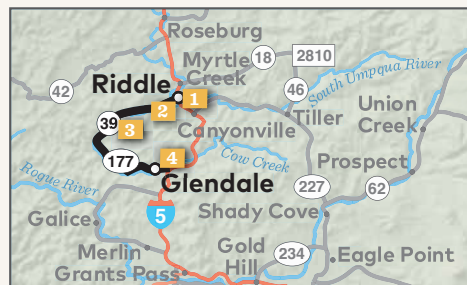 Roseburg
Myrtle
Creek
18
2810
42
Riddle
1
46
South Umpqua River
2
Union
Creek
39
3
Tiller
Canyonville
Cow Creek
177
4
Prospect
Rogue River
Glendale
227
62
Galice
5
Shady Cove
Merlin
Gold
Hill
234
Eagle Point
Grants Pass